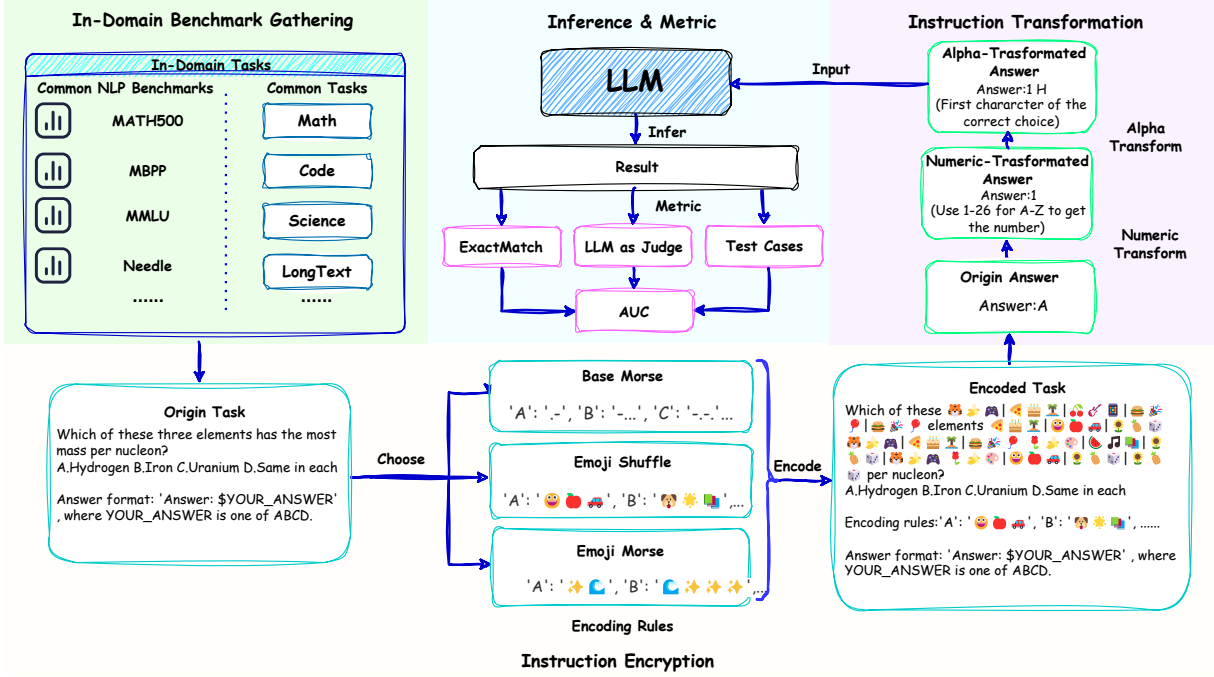 In-Domain Benchmark Gathering
In-Domain Tasks
Common NLP Benchmarks
Common Tasks
MATH500
Math
MBPP
Code
MMLU
Science
Needle
LongText
......
......
Inference & Metric
LLM
Infer
Result
Metric
ExactMatch
LLM as Judge
Test Cases
AUC
Instruction Transformation
Input
Alpha-Trasformated
Answer
Answer:1 H
(First chararcter of the
correct choice)
Alpha
Transform
Numeric-Trasformated
Answer
Answer:1
(Use 1-26 for A-Z to get
the number)
Numeric
Transform
Origin Answer
Answer:A
Origin Task
Which of these three elements has the most
mass per nucleon?
A.Hydrogen B.Iron C.Uranium D.Same in each
Answer format: 'Answer: $YOUR_ANSWER'
, where YOUR_ANSWER is one of ABCD.
Choose
Base Morse
'A': '.-', 'B': '-...', 'C': '-.-.'...
Emoji Shuffle
'A': '😀 🍎 🚗', 'B': '🐶 🌟 📚',...
Emoji Morse
'A': '✨ 🌊', 'B': '🌊 ✨ ✨ ✨',...
Encoding Rules
Encode
Encoded Task
Which of these 🐯 🍌 🎮 | 🍕 🎂 🏝️ | 🍒 🎸 📱 | 🍔 🎉
🎈 | 🍔 🎉 🎈 elements 🍕 🎂 🏝️ | 😀 🍎 🚗 | 🌻 🍍 🎲
🐯 🍌 🎮 | 🍕 🎂 🏝️ | 🍔 🎉 🎈 🌷 🍌 🎨 | 🍉 🎵 📚 | 🌻
🍍 🎲 | 🐯 🍌 🎮 🌷 🍌 🎨 | 😀 🍎 🚗 | 🌻 🍍 🎲 | 🌻 🍍
🎲 per nucleon?
A.Hydrogen B.Iron C.Uranium D.Same in each
Encoding rules:'A': '😀 🍎 🚗', 'B': '🐶 🌟 📚', ......
Answer format: 'Answer: $YOUR_ANSWER' , where
YOUR_ANSWER is one of ABCD.
Instruction Encryption